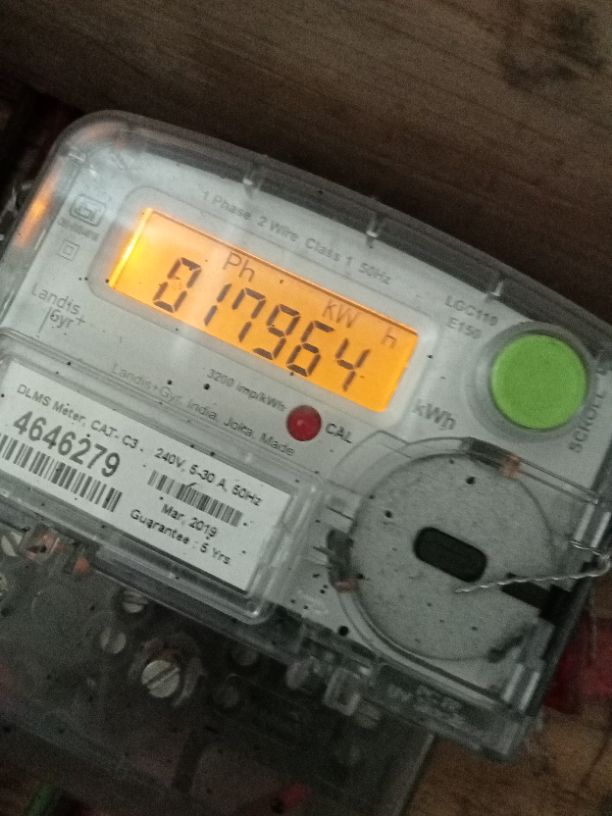 1 Phase 2 Wire Class 1 50Hz
Ph kW h
017964
kWh
LGC110
E150
SCROLL
Landis+
Gyr+
3200 imp/kWh
CAL
Landis+Gyr, India, Joka, Made
DLMS Meter, CAT. C3
4646279
240V, 5-30 A, 50Hz
Mar, 2019
Guarantee : 5 Yrs